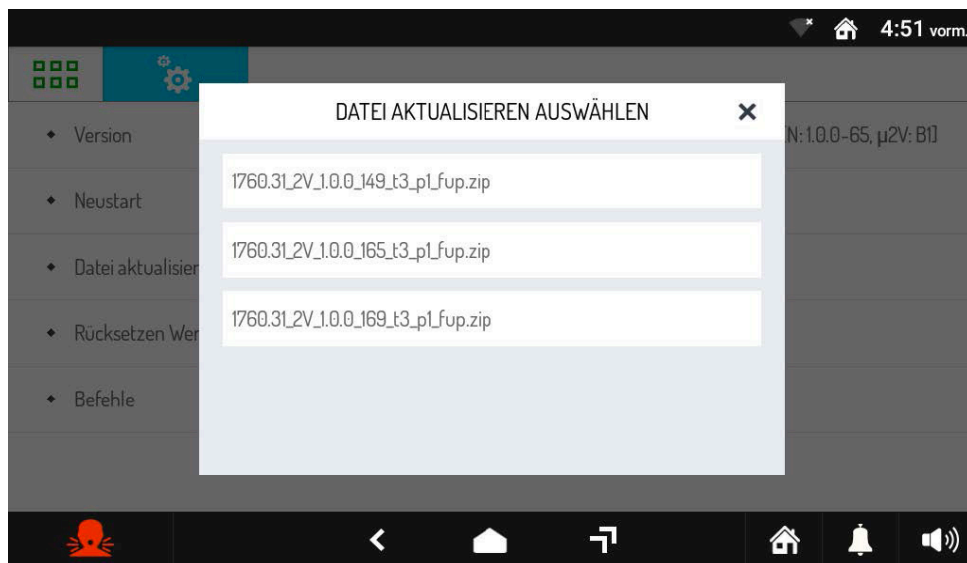 4:51 vorm.
DATEI AKTUALISIEREN AUSWÄHLEN
Version
N: 1.0.0-65, µ2V: B1]
1760.31_2V_1.0.0_149_t3_p1_fup.zip
Neustart
1760.31_2V_1.0.0_165_t3_p1_fup.zip
Datei aktualisier
1760.31_2V_1.0.0_169_t3_p1_fup.zip
Rücksetzen Wer
Befehle